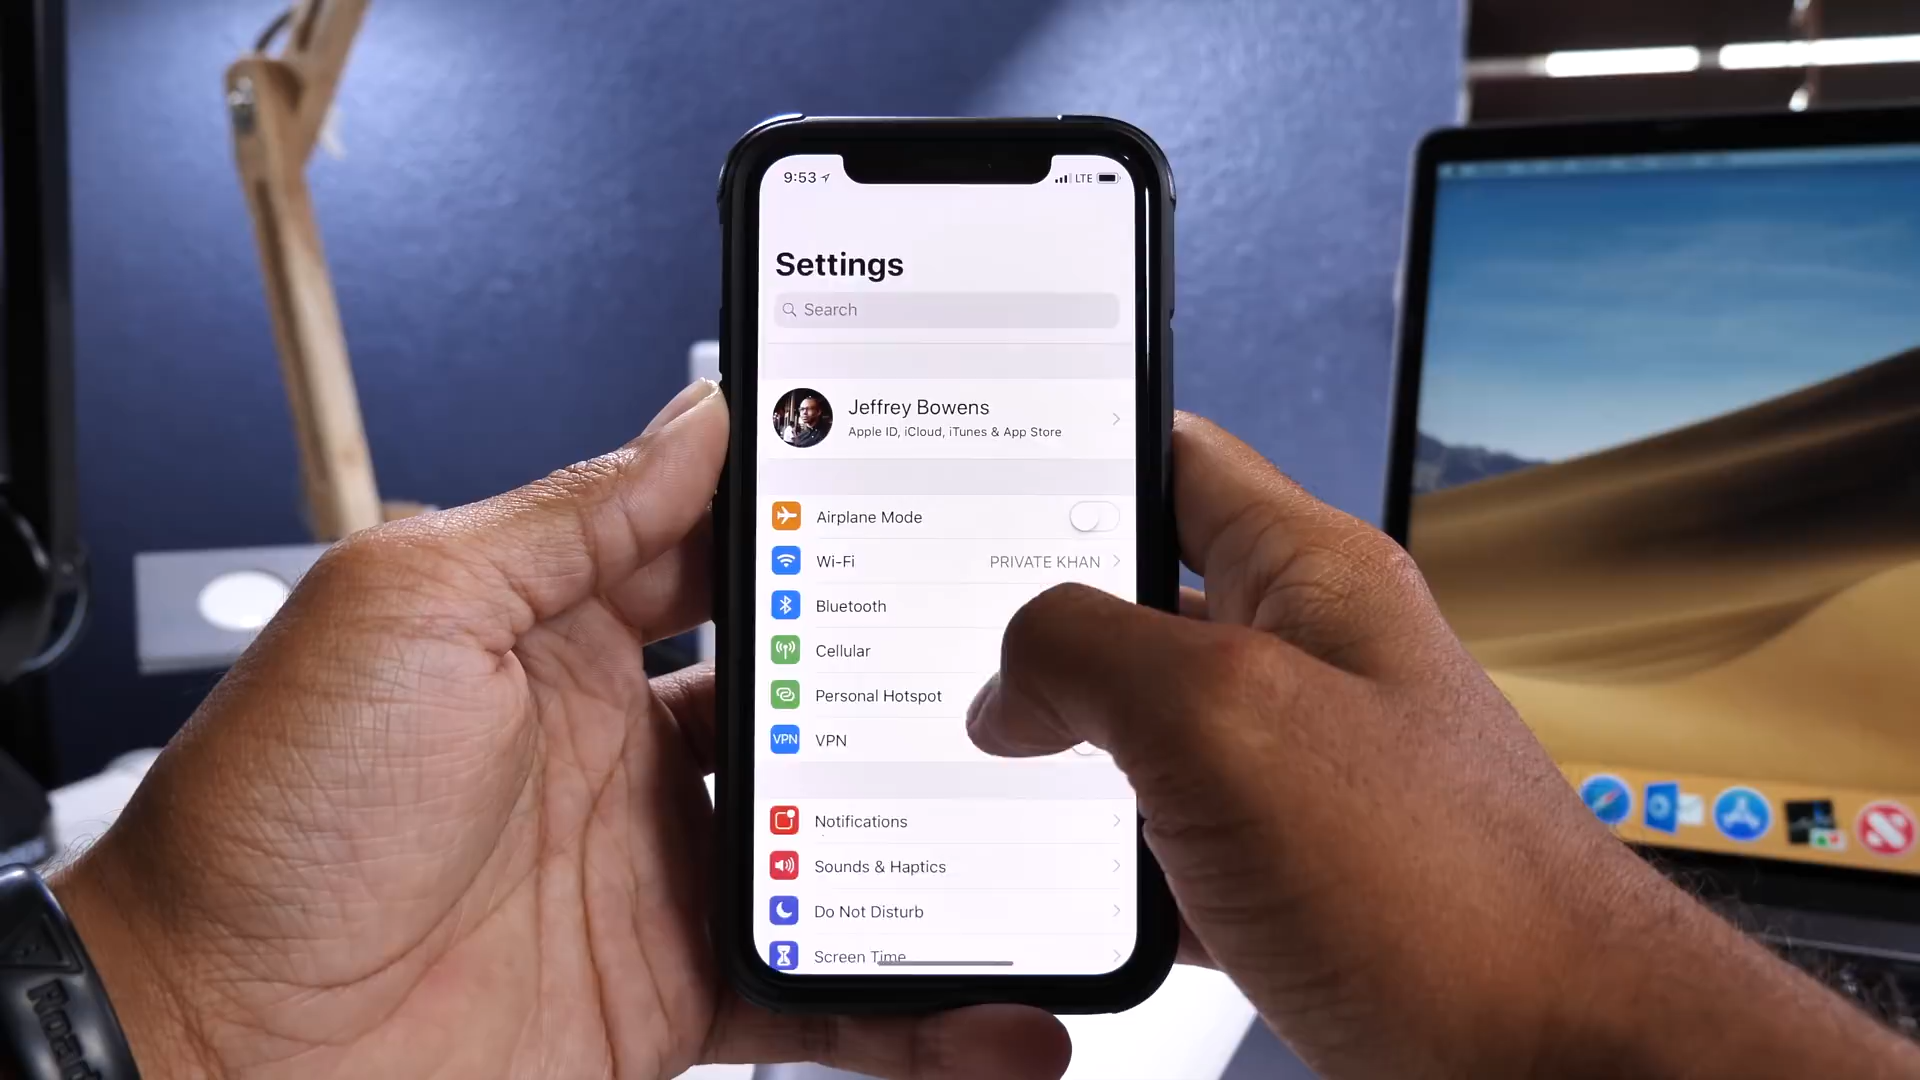 9:53
LTE
Settings
Search
Jeffrey Bowens
Apple ID, iCloud, iTunes & App Store
Airplane Mode
Wi-Fi PRIVATE KHAN
Bluetooth
Cellular
Personal Hotspot
VPN VPN
Notifications
Sounds & Haptics
Do Not Disturb
Screen Time